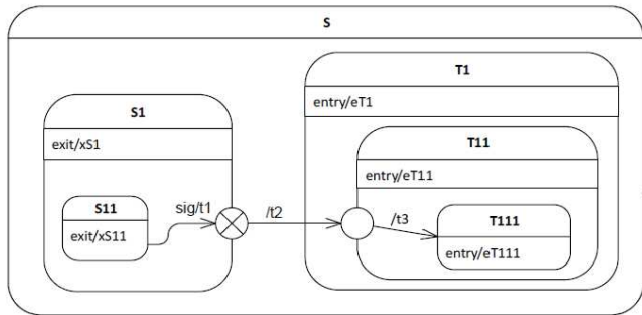 S
T1
entry/eT1
S1
exit/xS1
T11
entry/eT11
S11
exit/xS11
sig/t1
/t2
/t3
T111
entry/eT111